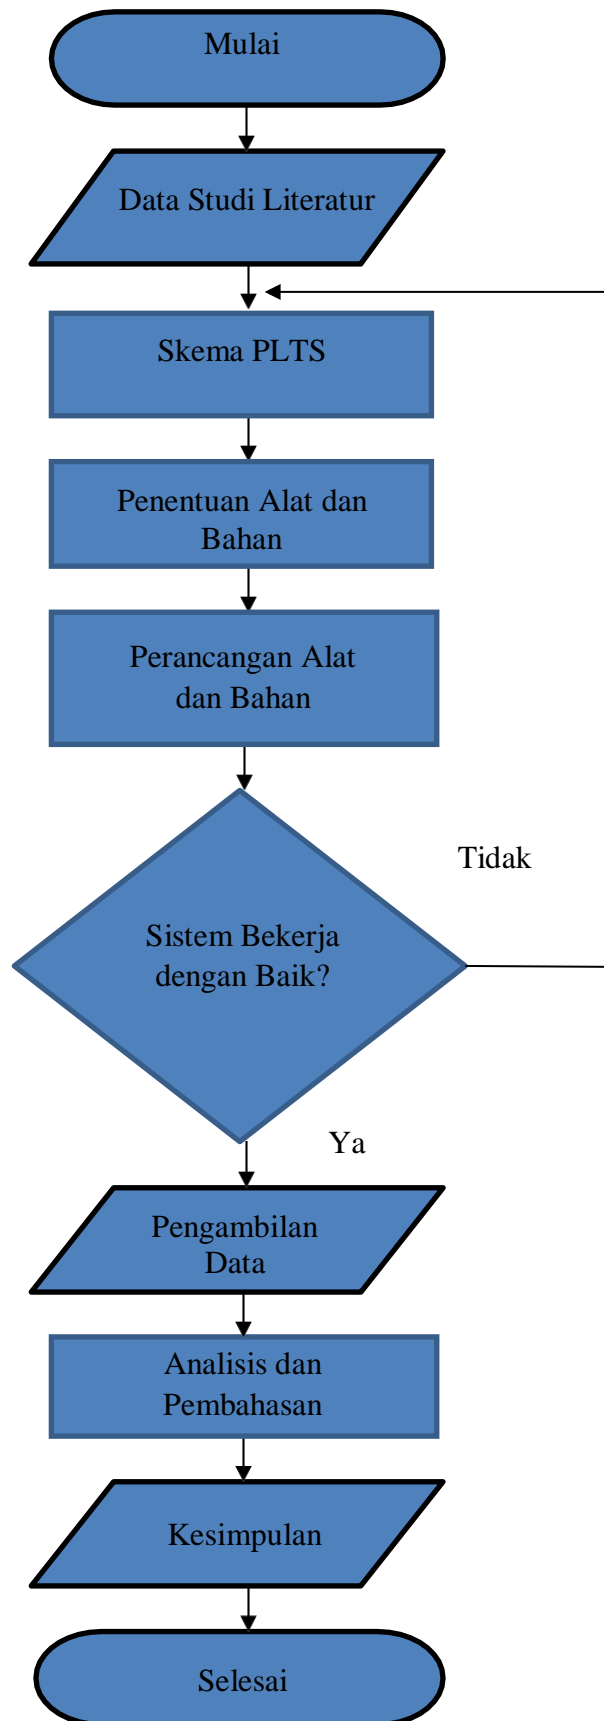 Mulai
Data Studi Literatur
Skema PLTS
Penentuan Alat dan
Bahan
Perancangan Alat
dan Bahan
Tidak
Sistem Bekerja
dengan Baik?
Ya
Pengambilan
Data
Analisis dan
Pembahasan
Kesimpulan
Selesai